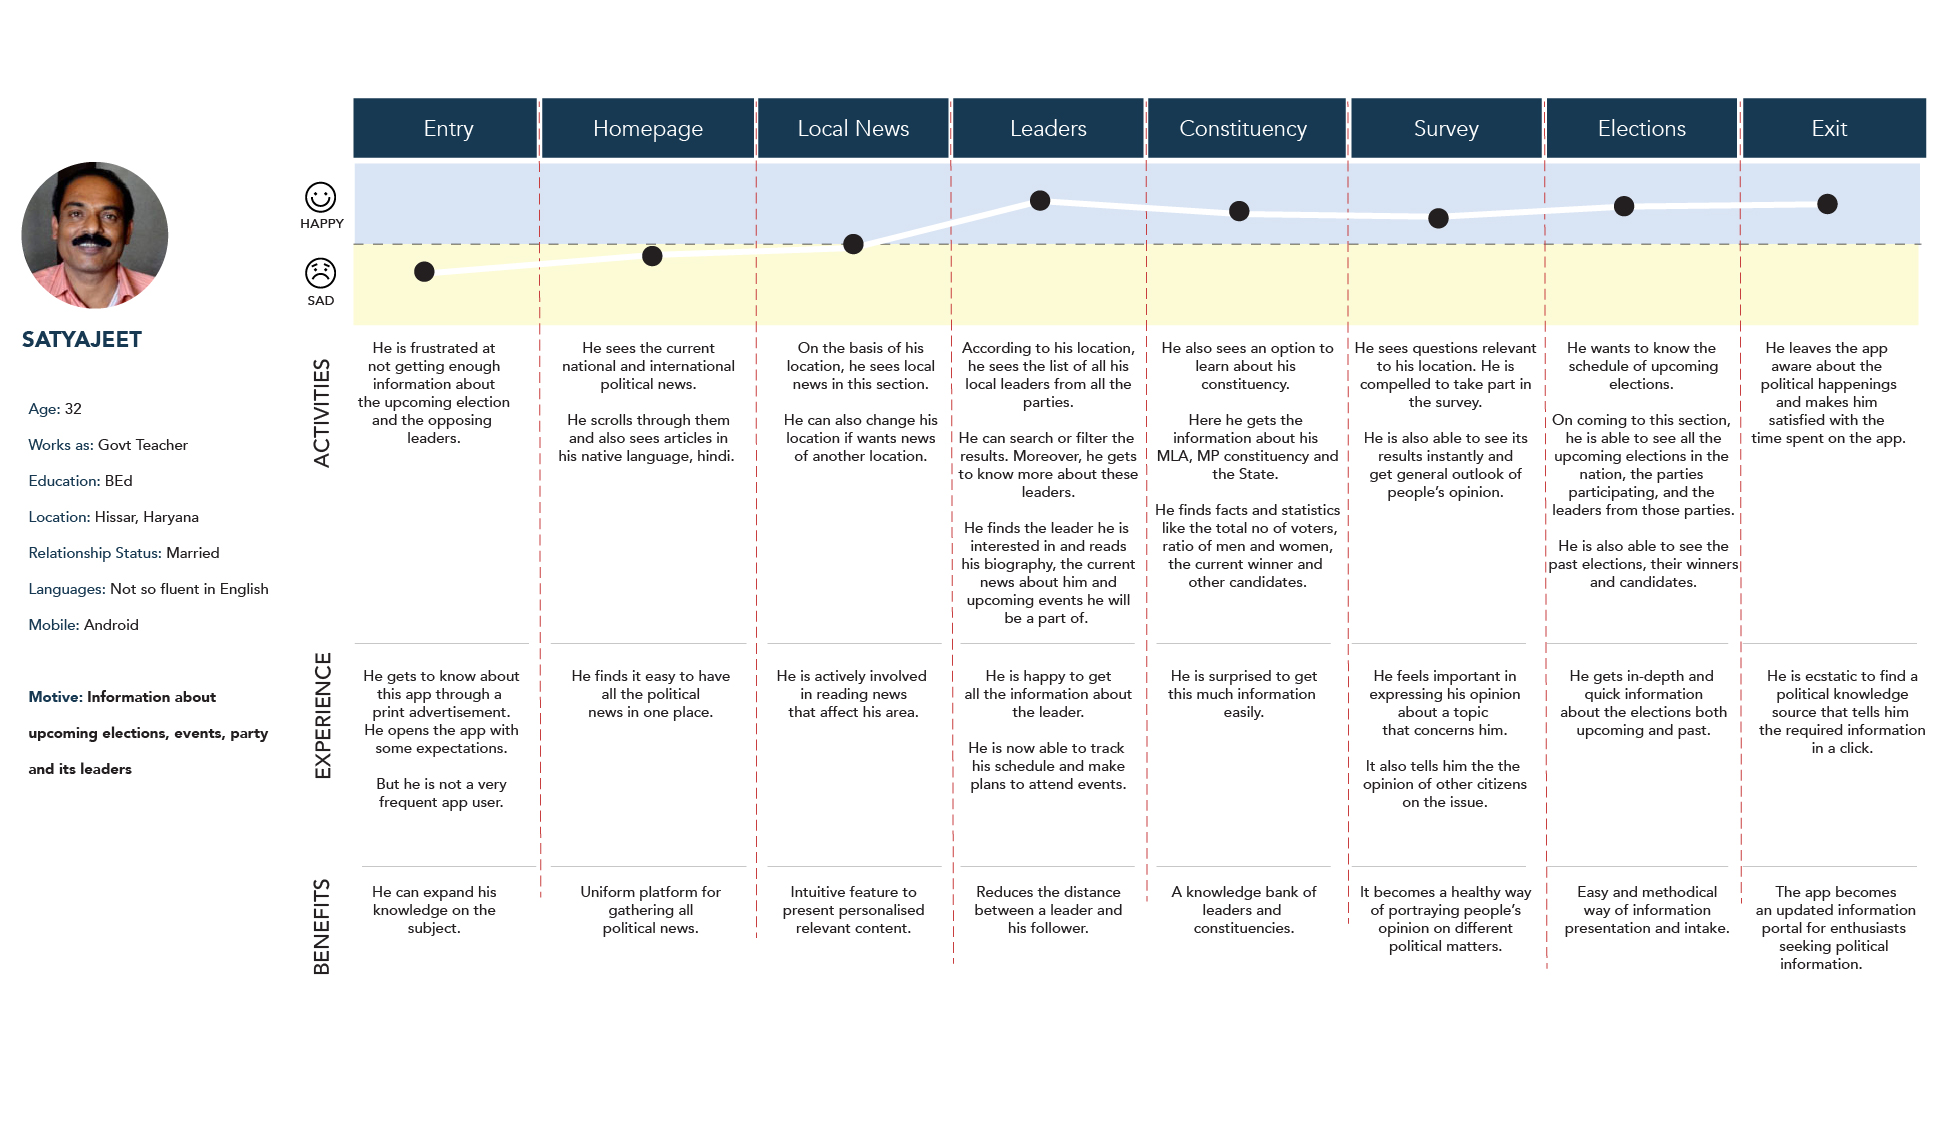 Entry
Homepage
Local News
Leaders
Constituency
Survey
Elections
Exit
HAPPY
SAD
SATYAJEET
Age: 32
Works as: Govt Teacher
Education: BEd
Location: Hissar, Haryana
Relationship Status: Married
Languages: Not so fluent in English
Mobile: Android
Motive: Information about
upcoming elections, events, party
and its leaders
ACTIVITIES
He is frustrated at
not getting enough
information about
the upcoming election
and the opposing
leaders.
He sees the current
national and international
political news.
He scrolls through them
and also sees articles in
his native language, hindi.
On the basis of his
location, he sees local
news in this section.
He can also change his
location if wants news
of another location.
According to his location,
he sees the list of all his
local leaders from all the
parties.
He can search or filter the
results. Moreover, he gets
to know more about these
leaders.
He finds the leader he is
interested in and reads
his biography, the current
news about him and
upcoming events he will
be a part of.
He also sees an option to
learn about his
constituency.
Here he gets the
information about his
MLA, MP constituency and
the State.
He finds facts and statistics
like the total no of voters,
ratio of men and women,
the current winner and
other candidates.
He sees questions relevant
to his location. He is
compelled to take part in
the survey.
He is also able to see its
results instantly and
get general outlook of
people's opinion.
He wants to know the
schedule of upcoming
elections.
On coming to this section,
he is able to see all the
upcoming elections in the
nation, the parties
participating, and the
leaders from those parties.
He is also able to see the
past elections, their winners
and candidates.
He leaves the app
aware about the
political happenings
and makes him
satisfied with the
time spent on the app.
EXPERIENCE
He gets to know about
this app through a
print advertisement.
He opens the app with
some expectations.
But he is not a very
frequent app user.
He finds it easy to have
all the political
news in one place.
He is actively involved
in reading news
that affect his area.
He is happy to get
all the information about
the leader.
He is now able to track
his schedule and make
plans to attend events.
He is surprised to get
this much information
easily.
He feels important in
expressing his opinion
about a topic
that concerns him.
It also tells him the the
opinion of other citizens
on the issue.
He gets in-depth and
quick information
about the elections both
upcoming and past.
He is ecstatic to find a
political knowledge
source that tells him
the required information
in a click.
BENEFITS
He can expand his
knowledge on the
subject.
Uniform platform for
gathering all
political news.
Intuitive feature to
present personalised
relevant content.
Reduces the distance
between a leader and
his follower.
A knowledge bank of
leaders and
constituencies.
It becomes a healthy way
of portraying people's
opinion on different
political matters.
Easy and methodical
way of information
presentation and intake.
The app becomes
an updated information
portal for enthusiasts
seeking political
information.